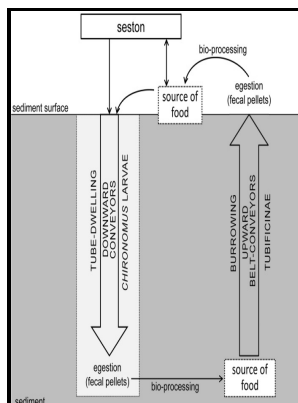 seston
bio-processing
egestion
(fecal pellets)
source of
food
sediment surface
TUBE-DWELLING
DOWNWARD
CONVEYORS
CHIRONOMUS LARVAE
BURROWING
UPWARD
BELT-CONVEYORS
TUBIFICINAE
egestion
(fecal pellets)
bio-processing
source of
food
sediment